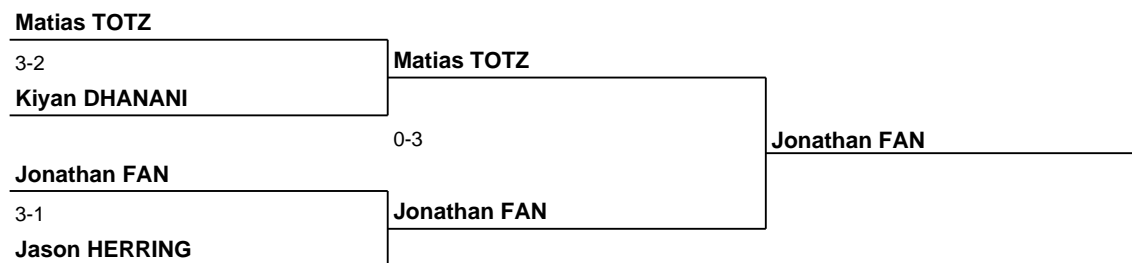 Matias TOTZ
3-2
Matias TOTZ
Kiyan DHANANI
0-3
Jonathan FAN
Jonathan FAN
3-1
Jonathan FAN
Jason HERRING